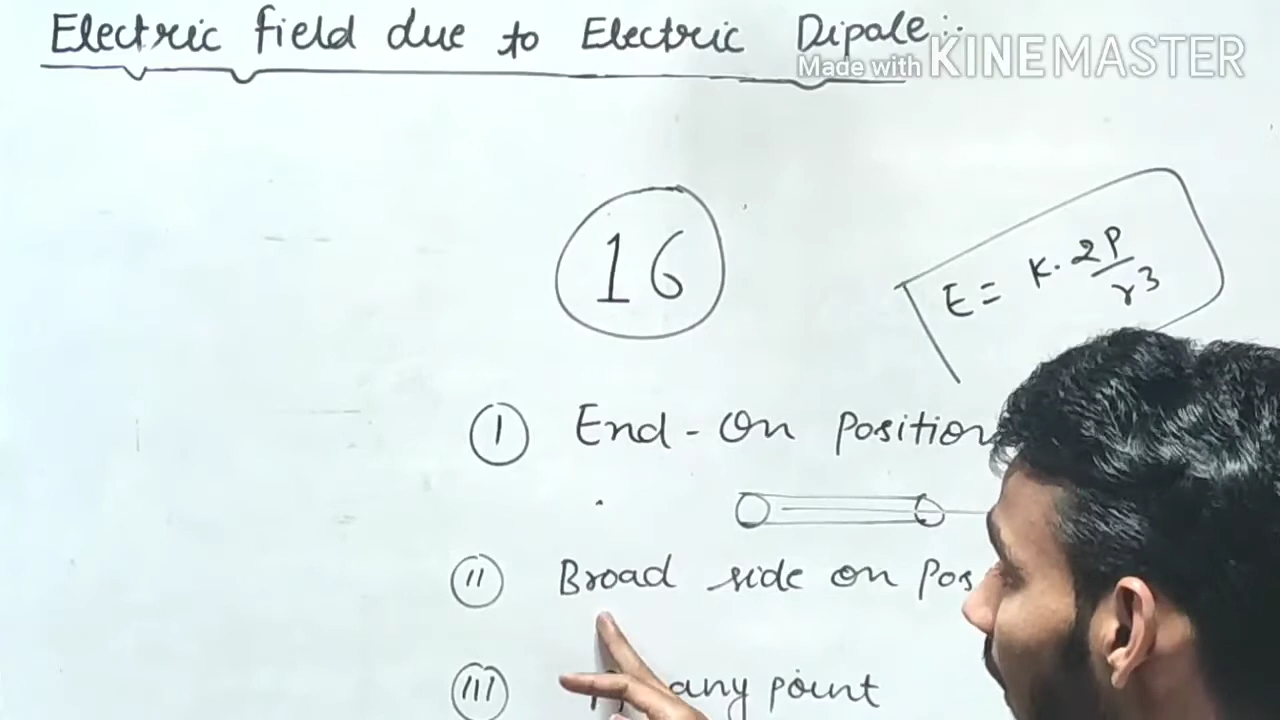 Electric field due to Electric Dipole:-
Made with KINEMASTER
16
E = K. 2P/r3
I End-On position
II Broad side on Pos
III any point